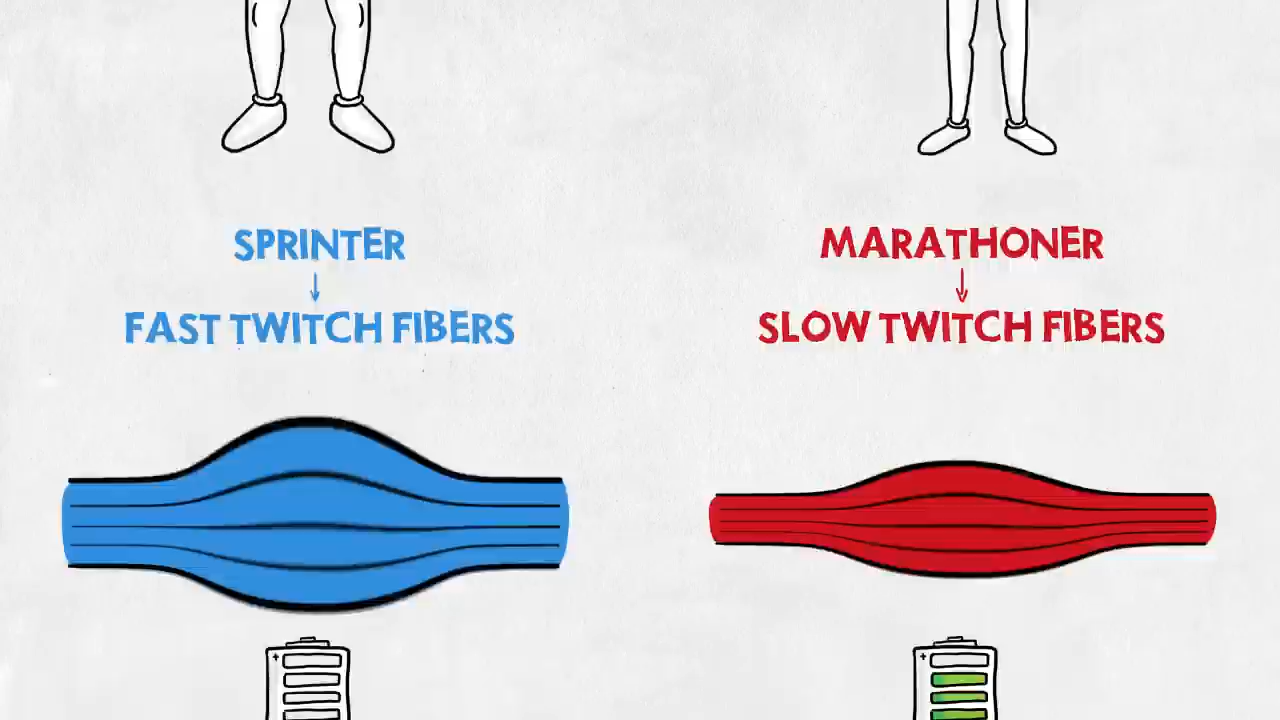 SPRINTER
FAST TWITCH FIBERS
MARATHONER
SLOW TWITCH FIBERS